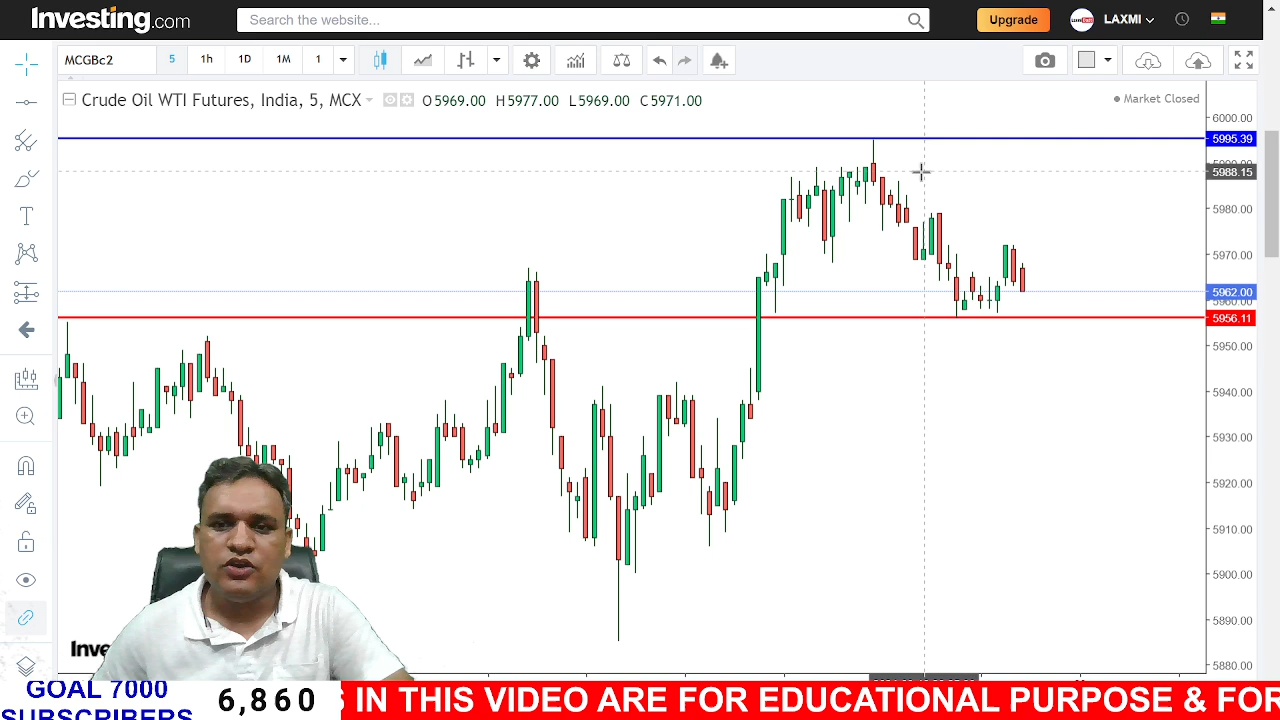 Investing.com
Search the website...
Upgrade
LAXMI
MCGBc2
5
1h
1D
1M
1
Crude Oil WTI Futures, India, 5, MCX
O5969.00 H5977.00 L5969.00 C5971.00
Market Closed
6000.00
5995.39
5988.15
5980.00
5970.00
5962.00
5960.00
5956.11
5950.00
5940.00
5930.00
5920.00
5910.00
5900.00
5890.00
5880.00
Inve
GOAL 7000
SUBSCRIBERS
6,860
S IN THIS VIDEO ARE FOR EDUCATIONAL PURPOSE & FOR